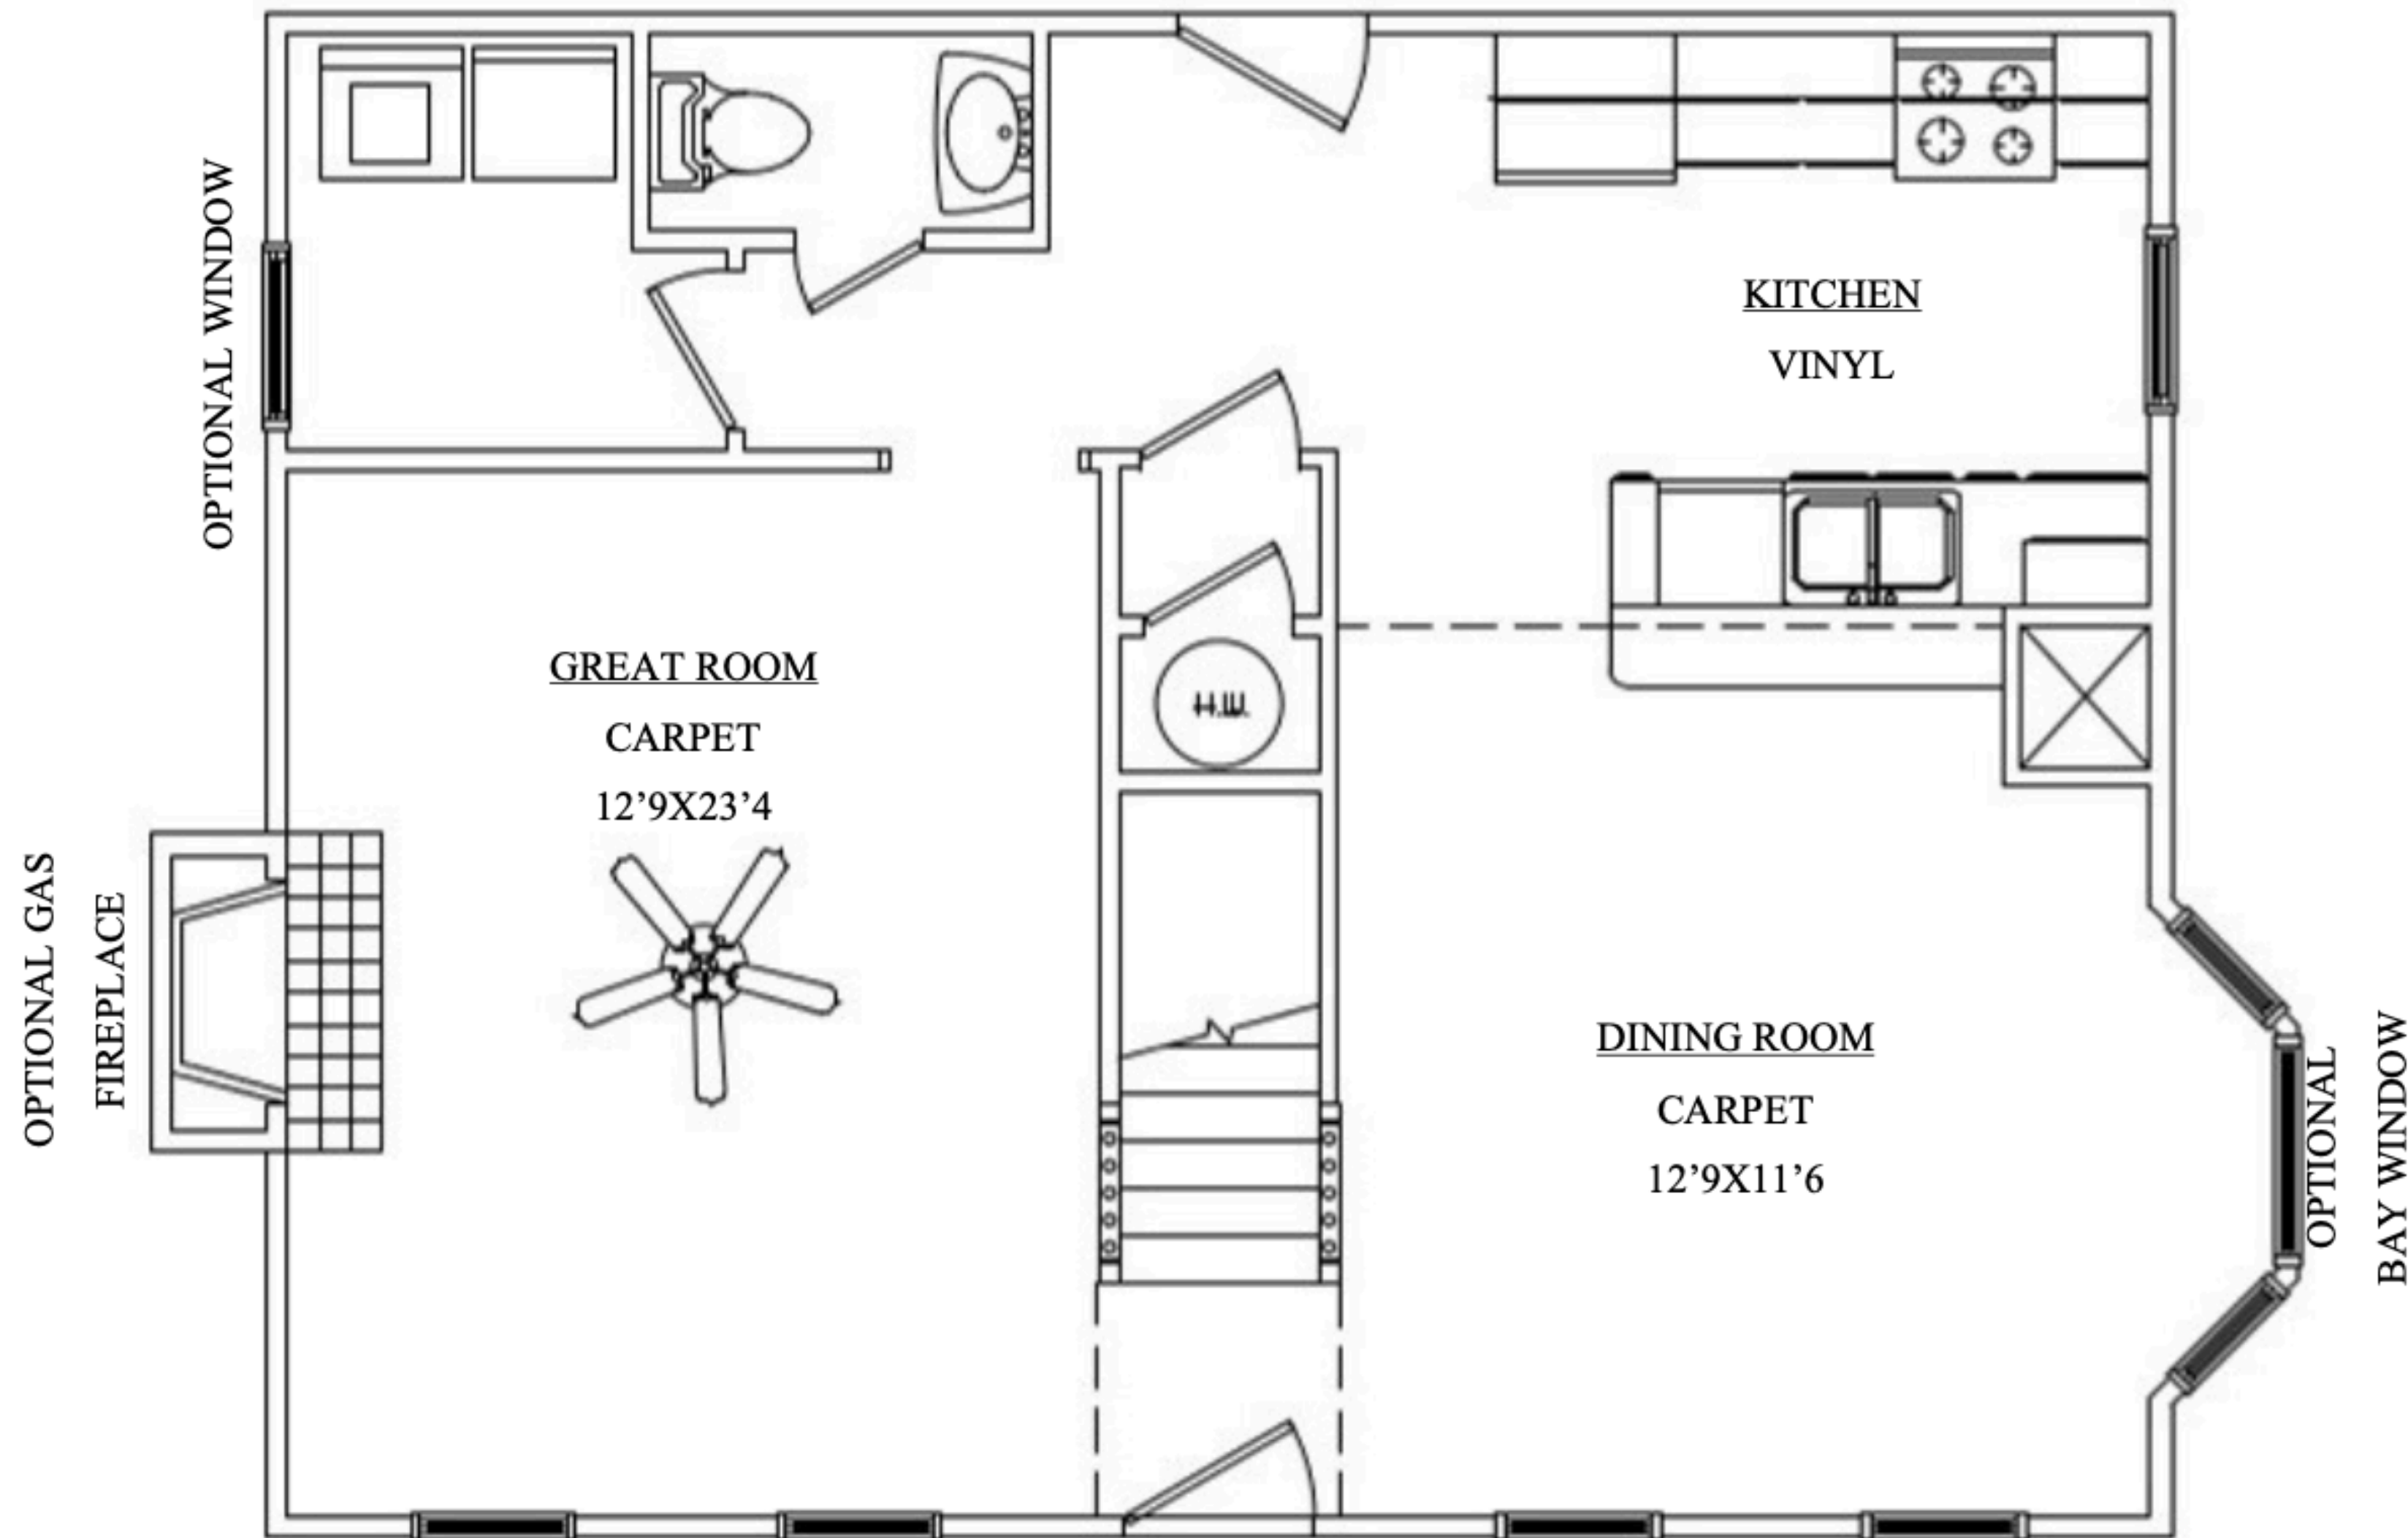 OPTIONAL WINDOW
KITCHEN
VINYL
GREAT ROOM
CARPET
12’9X23’4
H.W.
OPTIONAL GAS
FIREPLACE
DINING ROOM
CARPET
12’9X11’6
OPTIONAL
BAY WINDOW